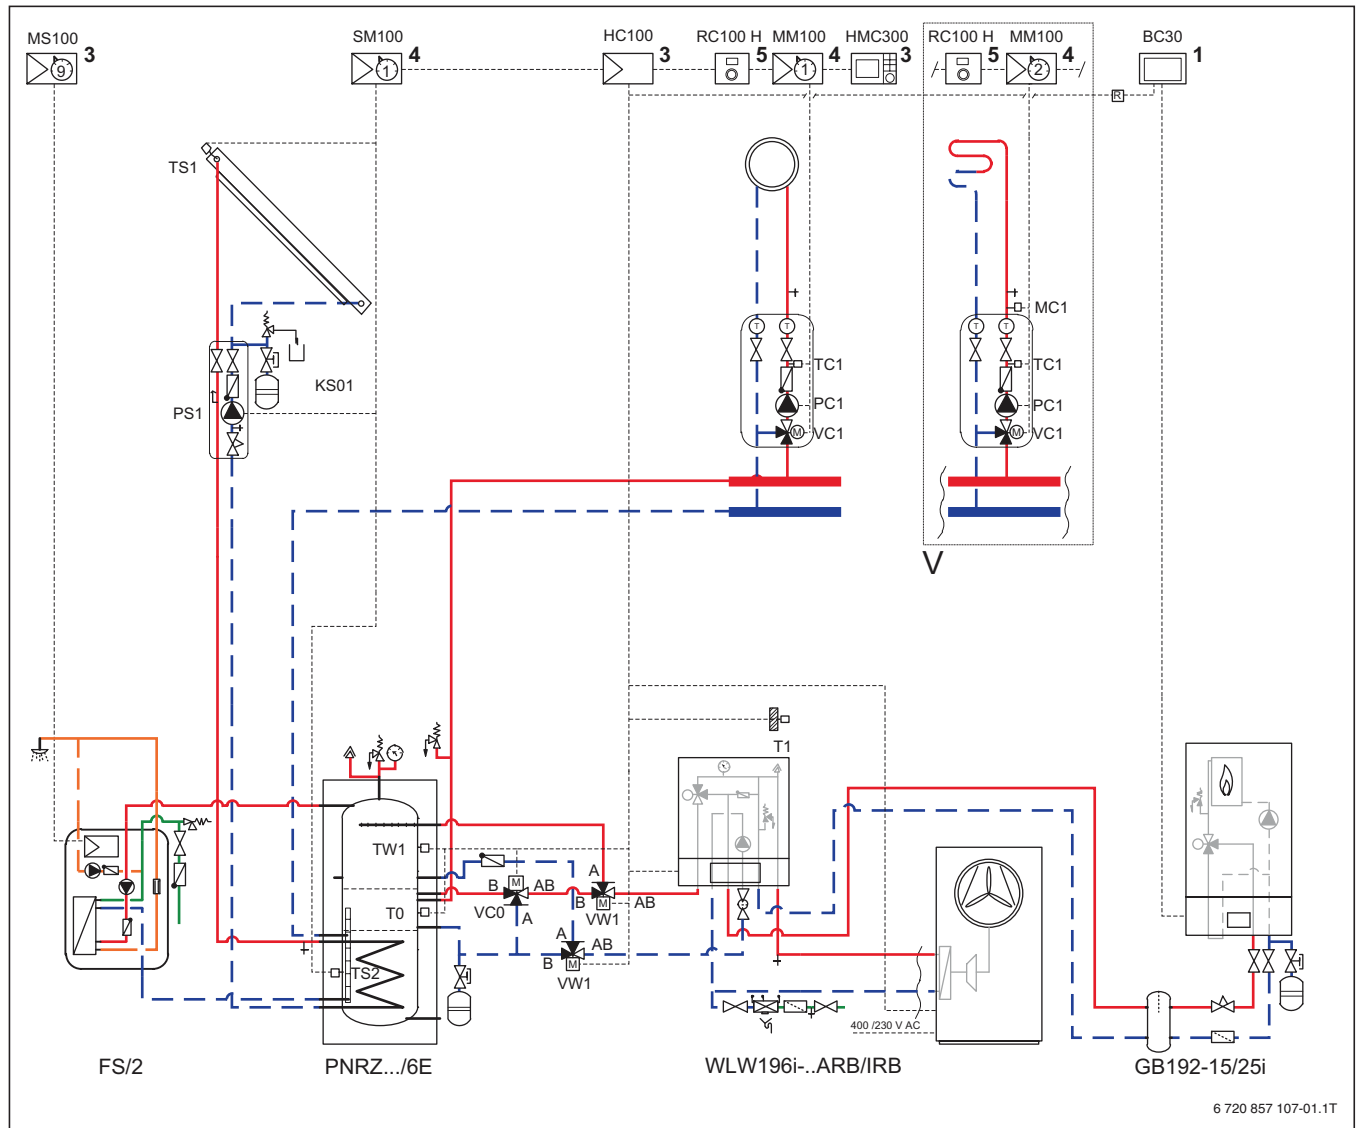 MS100 3
SM100 4
HC100 3
RC100 H 5
MM100 4
HMC300 3
RC100 H 5
MM100 4
BC30 1
9
1
1
2
R
TS1
MC1
T T
T T
KS01
TC1
TC1
PS1
PC1
PC1
M VC1
M VC1
V
T1
TW1
A
M
B AB
B AB
VC0
M
VW1
T0
A
A AB
B
M
TS2
VW1
400 /230 V AC
FS/2
PNRZ.../6E
WLW196i-..ARB/IRB
GB192-15/25i
6 720 857 107-01.1T